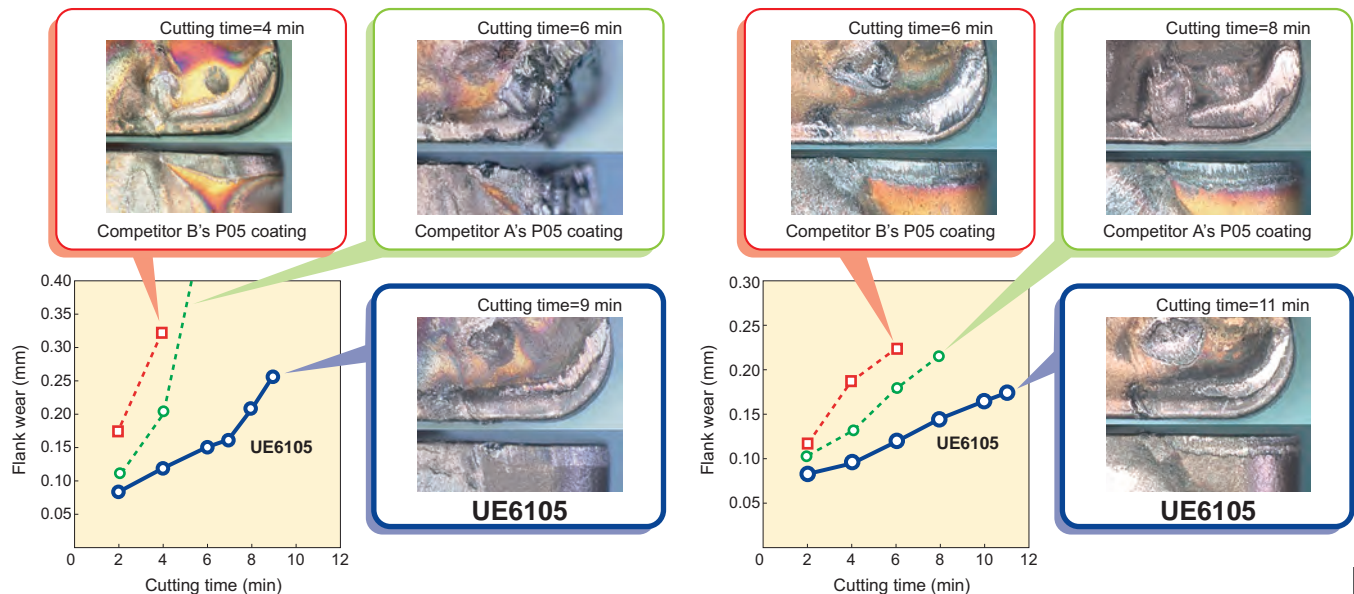 Cutting time=4 min
Competitor B's P05 coating
Cutting time=6 min
Competitor A's P05 coating
0.40
0.35
0.30
0.25
0.20
0.15
0.10
0.05
Flank wear (mm)
UE6105
0 2 4 6 8 10 12
Cutting time (min)
Cutting time=9 min
UE6105
Cutting time=6 min
Competitor B's P05 coating
Cutting time=8 min
Competitor A's P05 coating
0.30
0.25
0.20
0.15
0.10
0.05
Flank wear (mm)
UE6105
0 2 4 6 8 10 12
Cutting time (min)
Cutting time=11 min
UE6105